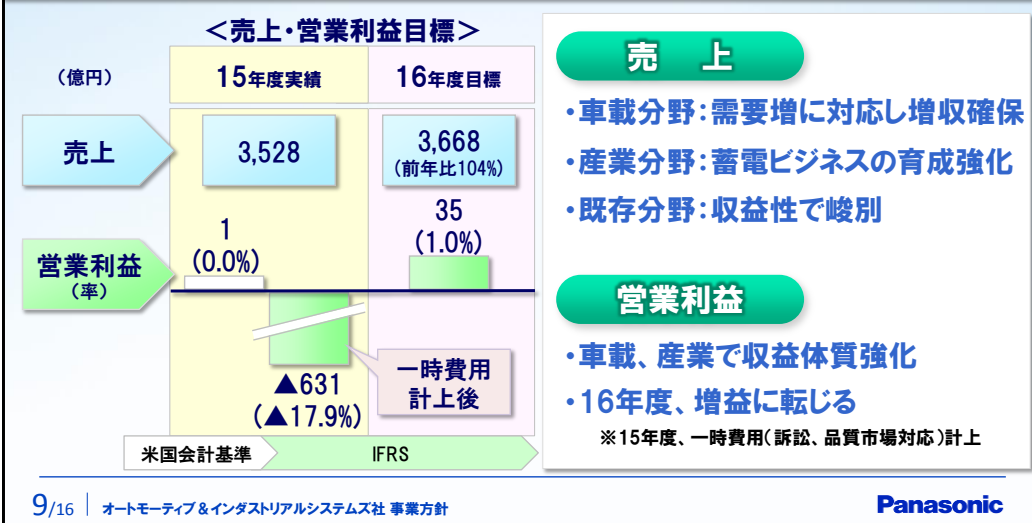 <売上・営業利益目標>
(億円)
15年度実績
16年度目標
売上
3,528
3,668
(前年比104%)
営業利益
(率)
1
(0.0%)
35
(1.0%)
▲631
(▲17.9%)
一時費用
計上後
米国会計基準
IFRS
売 上
・車載分野:需要増に対応し増収確保
・産業分野:蓄電ビジネスの育成強化
・既存分野:収益性で峻別
営業利益
・車載、産業で収益体質強化
・16年度、増益に転じる
※15年度、一時費用(訴訟、品質市場対応)計上
9/16 オートモーティブ&インダストリアルシステムズ社 事業方針
Panasonic